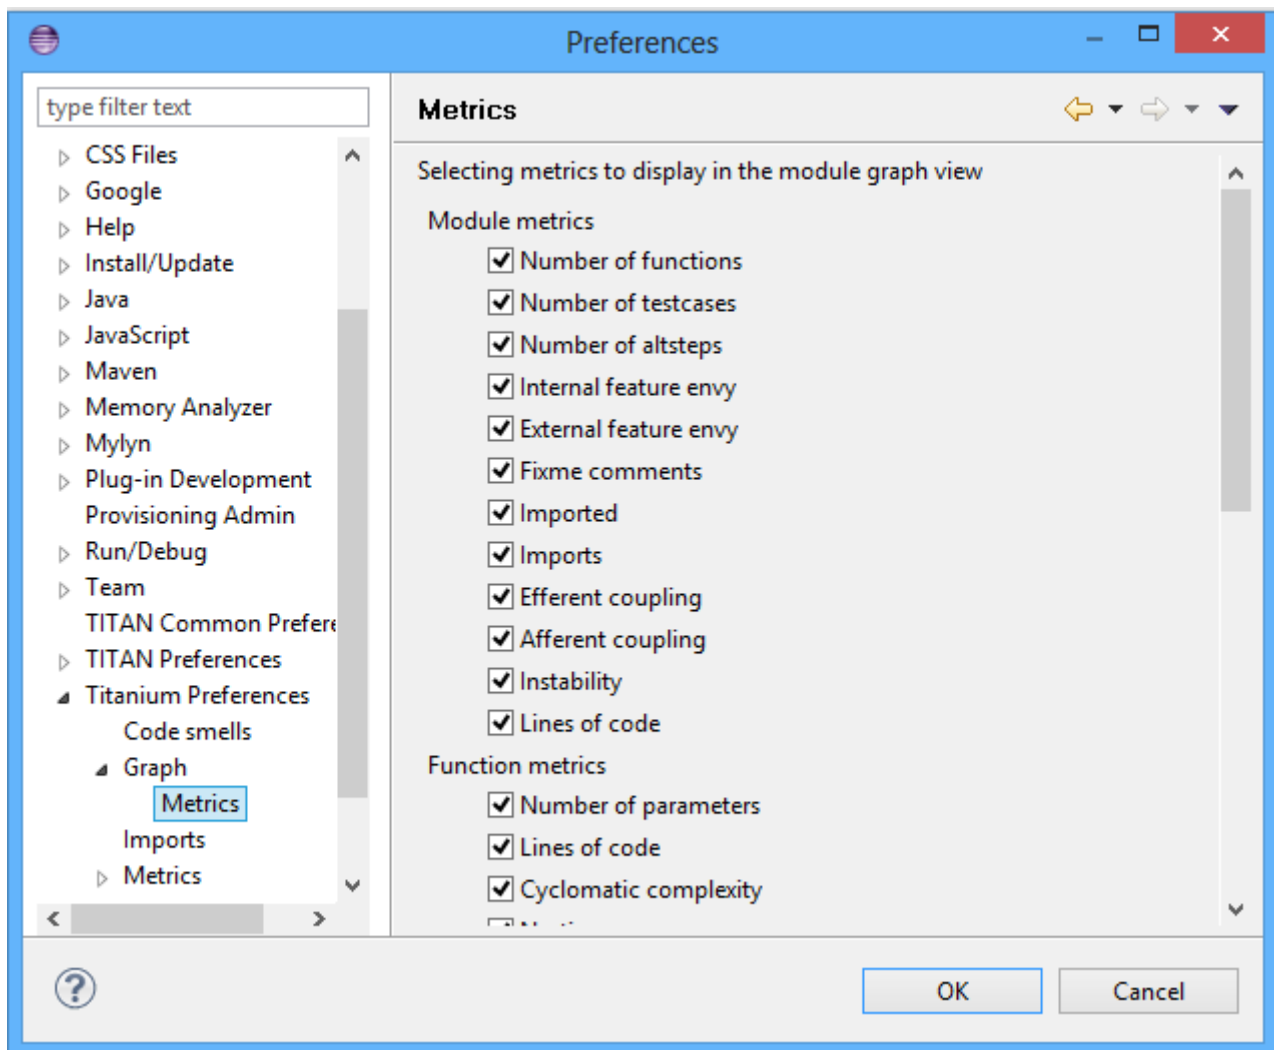 Preferences
type filter text
CSS Files
Google
Help
Install/Update
Java
JavaScript
Maven
Memory Analyzer
Mylyn
Plug-in Development
Provisioning Admin
Run/Debug
Team
TITAN Common Prefere
TITAN Preferences
Titanium Preferences
Code smells
Graph
Metrics
Imports
Metrics
Metrics
Selecting metrics to display in the module graph view
Module metrics
Number of functions
Number of testcases
Number of altsteps
Internal feature envy
External feature envy
Fixme comments
Imported
Imports
Efferent coupling
Afferent coupling
Instability
Lines of code
Function metrics
Number of parameters
Lines of code
Cyclomatic complexity
OK
Cancel